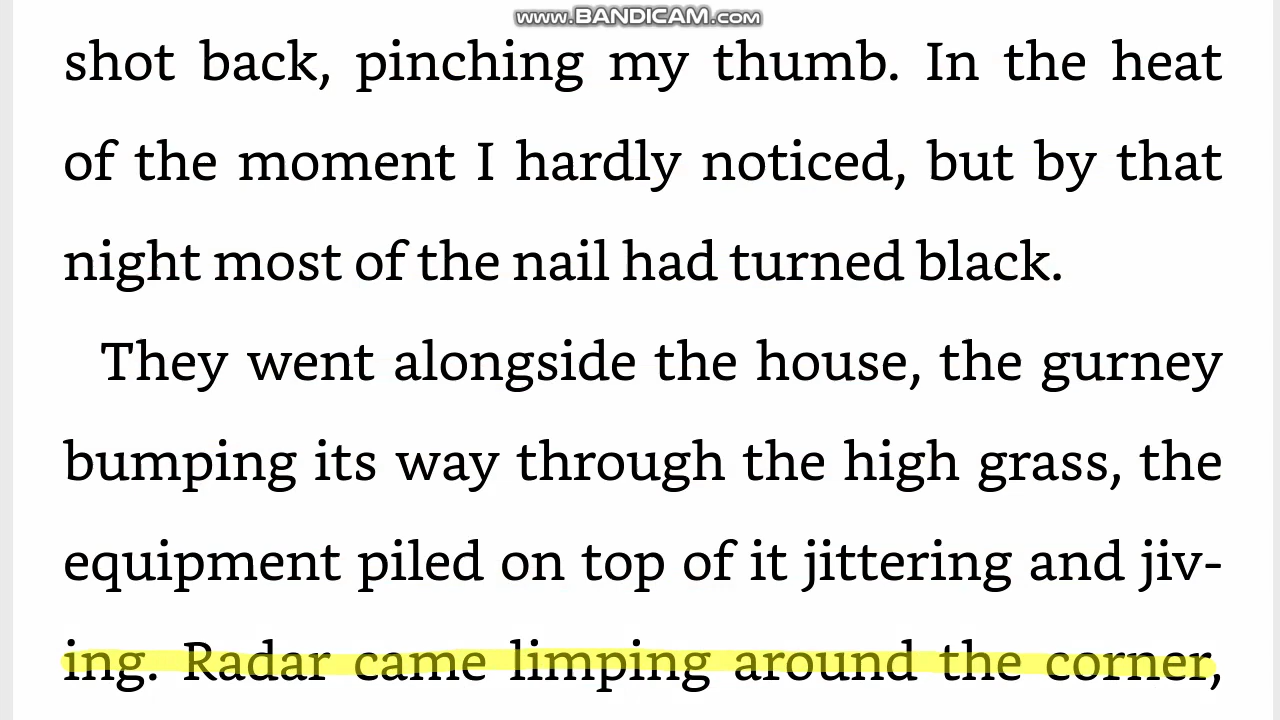 www.BANDICAM.com
shot back, pinching my thumb. In the heat
of the moment I hardly noticed, but by that
night most of the nail had turned black.
They went alongside the house, the gurney
bumping its way through the high grass, the
equipment piled on top of it jittering and jiv-
ing. Radar came limping around the corner,